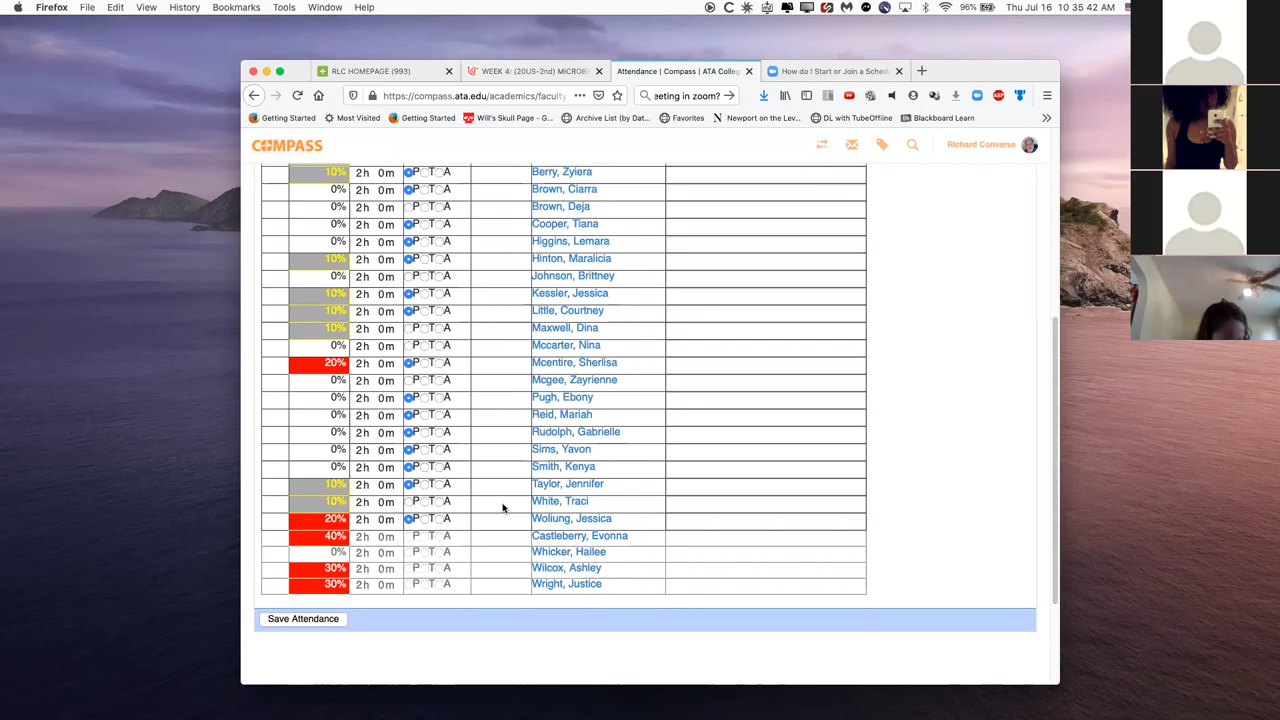 Firefox File Edit View History Bookmarks Tools Window Help 96% Thu Jul 16 10:35:42 AM
RLC HOMEPAGE (993) WEEK 4: (20US-2nd) MICROBI Attendance | Compass | ATA Colleg How do I Start or Join a Sched
https://compass.ata.edu/academics/faculty eeting in zoom? ABP
Getting Started Most Visited Getting Started Will's Skull Page - G... Archive List (by Dat... Favorites Newport on the Lev... DL with TubeOffline Blackboard Learn
COMPASS Richard Converse
10% 2h 0m P T A Berry, Zyiera
0% 2h 0m P T A Brown, Ciarra
0% 2h 0m P T A Brown, Deja
0% 2h 0m P T A Cooper, Tiana
0% 2h 0m P T A Higgins, Lemara
10% 2h 0m P T A Hinton, Maralicia
0% 2h 0m P T A Johnson, Brittney
10% 2h 0m P T A Kessler, Jessica
10% 2h 0m P T A Little, Courtney
10% 2h 0m P T A Maxwell, Dina
0% 2h 0m P T A Mccarter, Nina
20% 2h 0m P T A Mcentire, Sherlisa
0% 2h 0m P T A Mcgee, Zayrienne
0% 2h 0m P T A Pugh, Ebony
0% 2h 0m P T A Reid, Mariah
0% 2h 0m P T A Rudolph, Gabrielle
0% 2h 0m P T A Sims, Yavon
0% 2h 0m P T A Smith, Kenya
10% 2h 0m P T A Taylor, Jennifer
10% 2h 0m P T A White, Traci
20% 2h 0m P T A Woliung, Jessica
40% 2h 0m P T A Castleberry, Evonna
0% 2h 0m P T A Whicker, Hailee
30% 2h 0m P T A Wilcox, Ashley
30% 2h 0m P T A Wright, Justice
Save Attendance